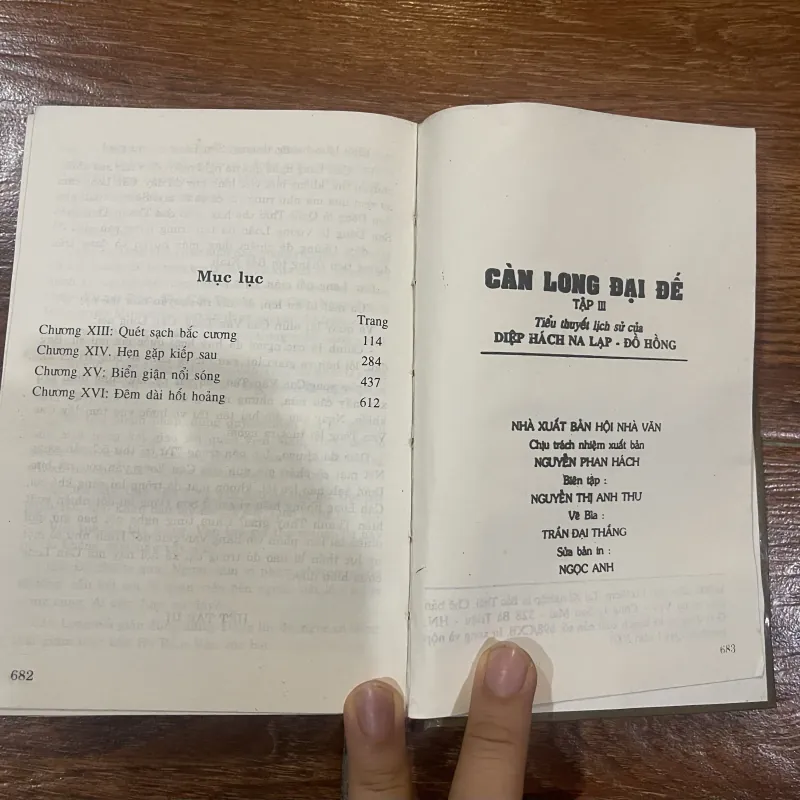 Mục lục
Trang
Chương XIII: Quét sạch bắc cương 114
Chương XIV. Hẹn gặp kiếp sau 284
Chương XV: Biển giận nổi sóng 437
Chương XVI: Đêm dài hốt hoảng 612
682
CÀN LONG ĐẠI ĐẾ
TẬP III
Tiểu thuyết lịch sử của
DIỆP HÁCH NA LẠP - ĐỒ HỒNG
NHÀ XUẤT BẢN HỘI NHÀ VĂN
Chịu trách nhiệm xuất bản
NGUYỄN PHAN HÁCH
Biên tập :
NGUYỄN THỊ ANH THƯ
Vẽ Bìa :
TRẦN ĐẠI THẮNG
Sửa bản in :
NGỌC ANH
683